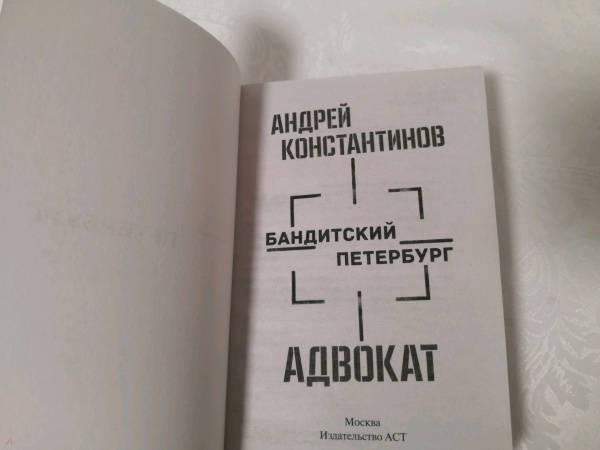 АНДРЕЙ
КОНСТАНТИНОВ
БАНДИТСКИЙ
ПЕТЕРБУРГ
АДВОКАТ
Москва
Издательство АСТ